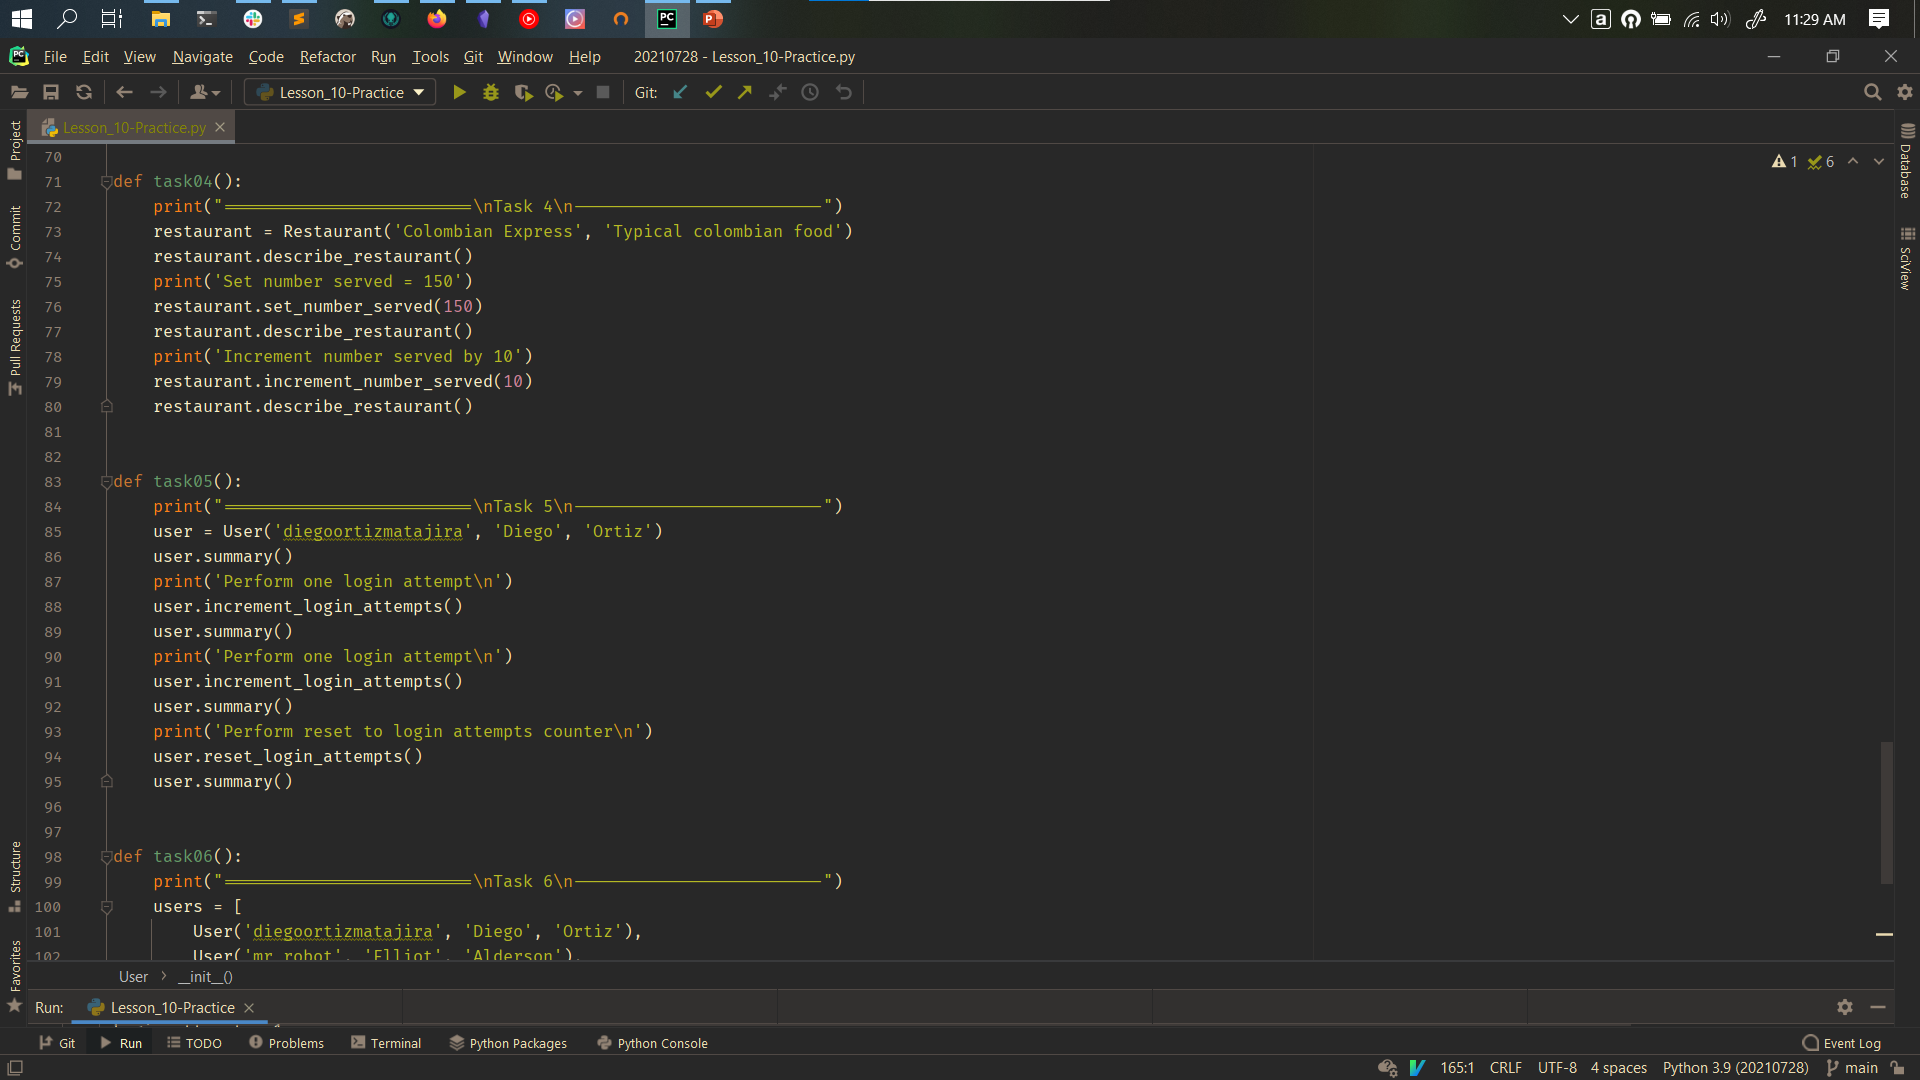 11:29 AM
File Edit View Navigate Code Refactor Run Tools Git Window Help 20210728 - Lesson_10-Practice.py
Lesson_10-Practice Git:
Lesson_10-Practice.py
Project
Commit
Pull Requests
Structure
Favorites
1 6
Database
SciView
70
71 def task04():
72 print("=========================\nTask 4\n-------------------------")
73 restaurant = Restaurant('Colombian Express', 'Typical colombian food')
74 restaurant.describe_restaurant()
75 print('Set number served = 150')
76 restaurant.set_number_served(150)
77 restaurant.describe_restaurant()
78 print('Increment number served by 10')
79 restaurant.increment_number_served(10)
80 restaurant.describe_restaurant()
81
82
83 def task05():
84 print("=========================\nTask 5\n-------------------------")
85 user = User('diegoortizmatajira', 'Diego', 'Ortiz')
86 user.summary()
87 print('Perform one login attempt\n')
88 user.increment_login_attempts()
89 user.summary()
90 print('Perform one login attempt\n')
91 user.increment_login_attempts()
92 user.summary()
93 print('Perform reset to login attempts counter\n')
94 user.reset_login_attempts()
95 user.summary()
96
97
98 def task06():
99 print("=========================\nTask 6\n-------------------------")
100 users = [
101 User('diegoortizmatajira', 'Diego', 'Ortiz'),
102 User('mr_robot', 'Elliot', 'Alderson'),
User > __init__()
Run: Lesson_10-Practice
Git Run TODO Problems Terminal Python Packages Python Console Event Log
165:1 CRLF UTF-8 4 spaces Python 3.9 (20210728) main